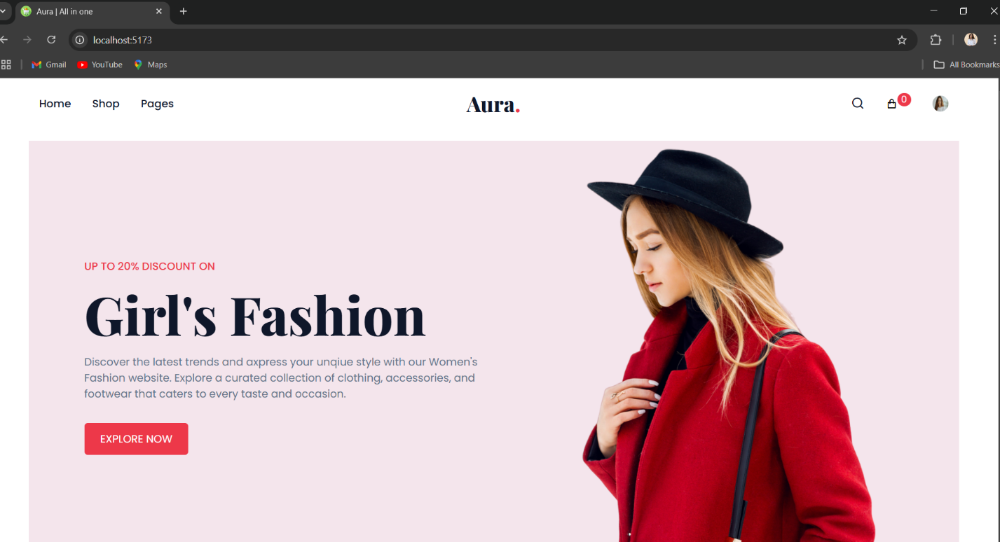 Aura | All in one
localhost:5173
Gmail YouTube Maps All Bookmarks
Home Shop Pages Aura. 0
UP TO 20% DISCOUNT ON
Girl's Fashion
Discover the latest trends and axpress your unqiue style with our Women's
Fashion website. Explore a curated collection of clothing, accessories, and
footwear that caters to every taste and occasion.
EXPLORE NOW